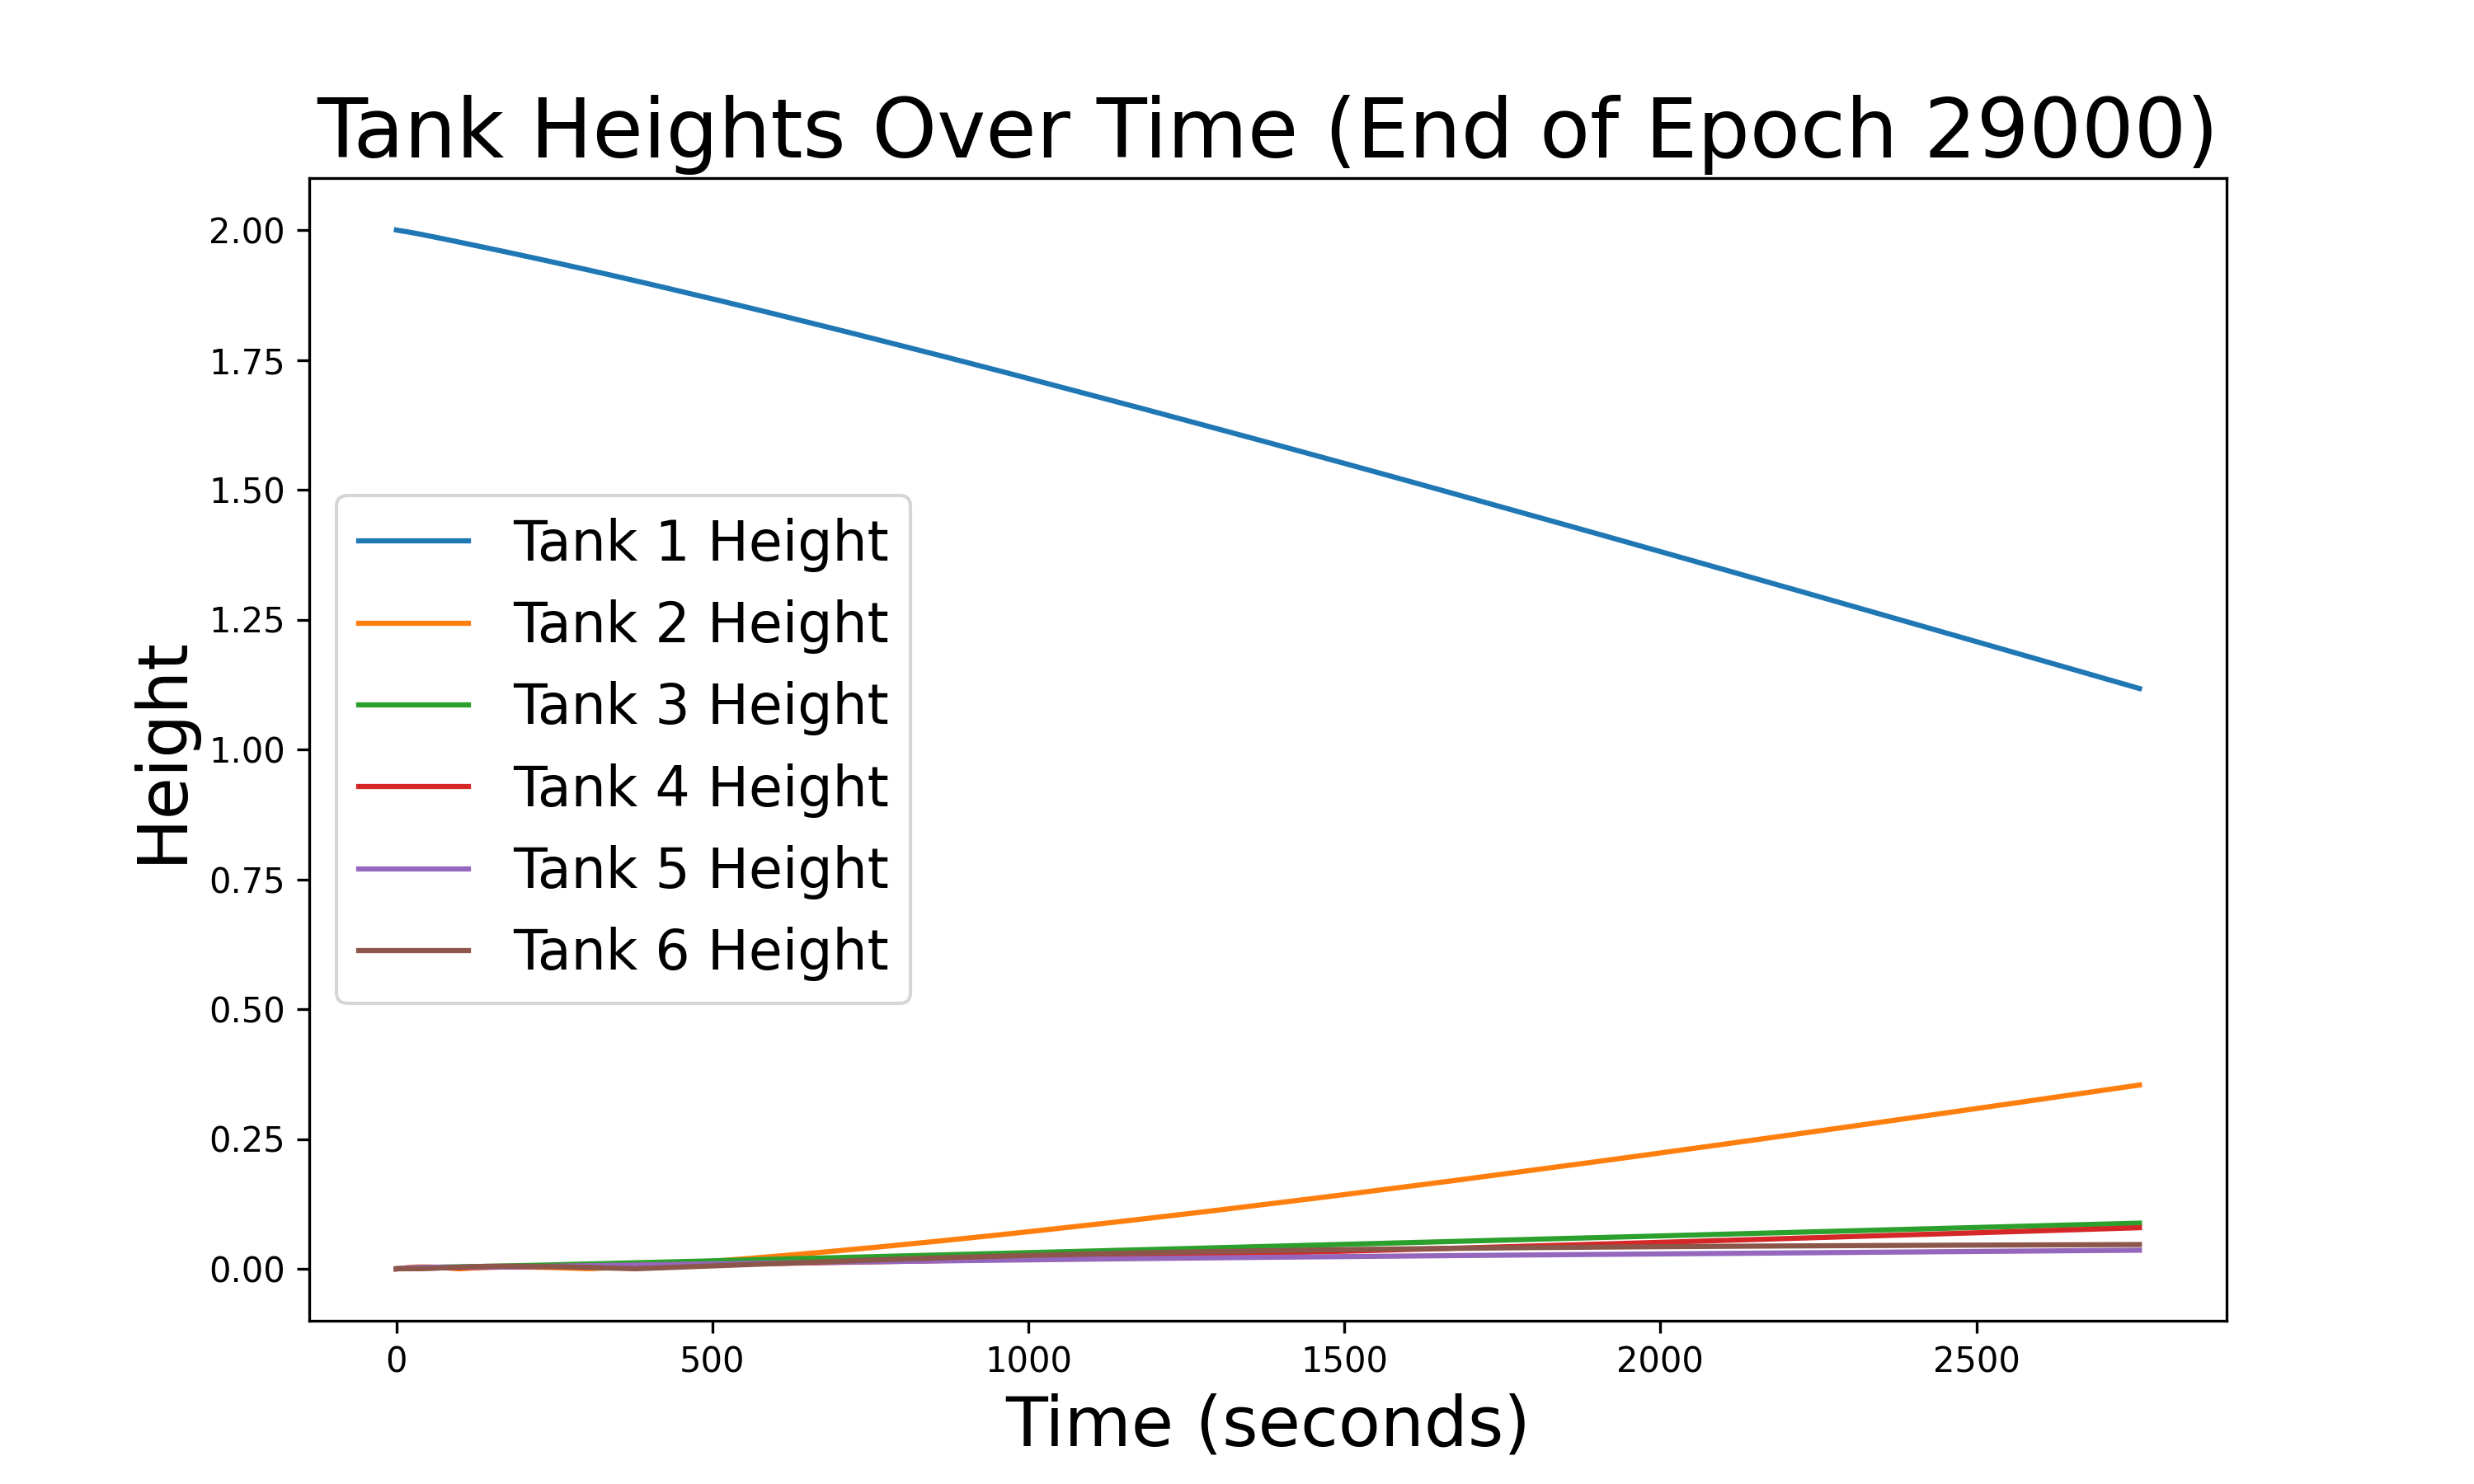 Tank Heights Over Time (End of Epoch 29000)
Height
2.00
1.75
1.50
1.25
1.00
0.75
0.50
0.25
0.00
Tank 1 Height
Tank 2 Height
Tank 3 Height
Tank 4 Height
Tank 5 Height
Tank 6 Height
0 500 1000 1500 2000 2500
Time (seconds)